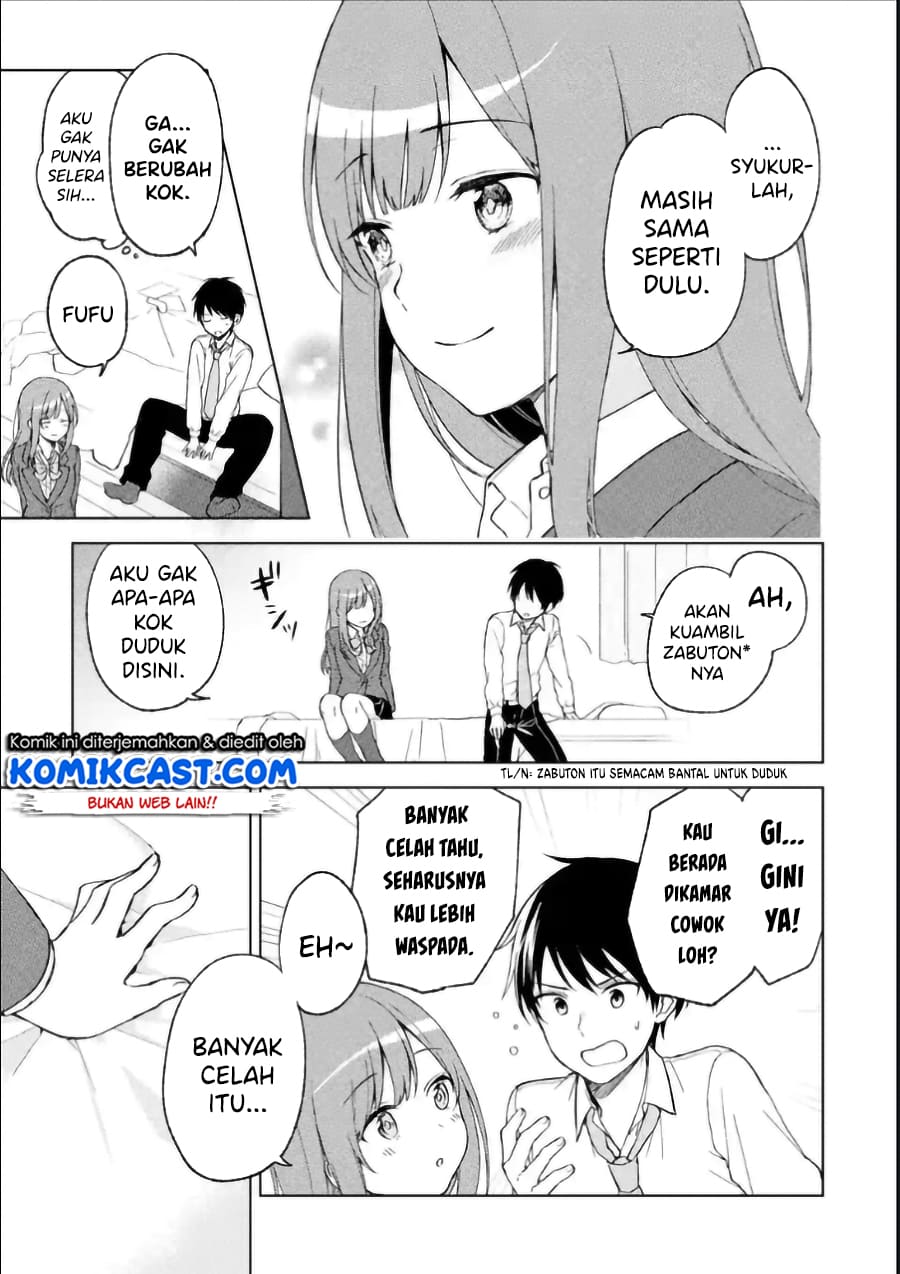 ...
SYUKUR-
LAH,
MASIH
SAMA
SEPERTI
DULU.
GA...
GAK
BERUBAH
KOK.
AKU
GAK
PUNYA
SELERA
SIH...
FUFU
AH,
AKAN
KUAMBIL
ZABUTON*
NYA
ギッ
AKU GAK
APA-APA
KOK
DUDUK
DISINI.
TL/N: ZABUTON ITU SEMACAM BANTAL UNTUK DUDUK
Komik ini diterjemahkan & diedit oleh
KOMIKCAST.COM
BUKAN WEB LAIN!!
GI...
GINI
YA!
KAU
BERADA
DIKAMAR
COWOK
LOH?
BANYAK
CELAH TAHU,
SEHARUSNYA
KAU LEBIH
WASPADA.
EH~
BANYAK
CELAH
ITU...